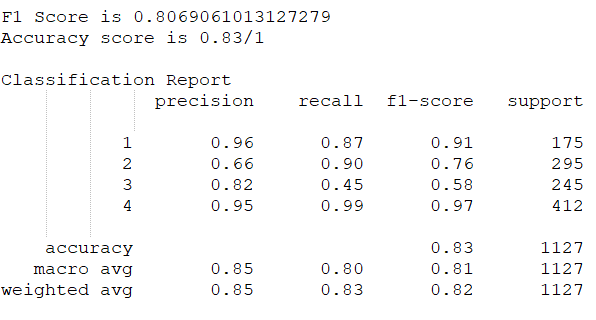 F1 Score is 0.8069061013127279
Accuracy score is 0.83/1
Classification Report
precision recall f1-score support
1 0.96 0.87 0.91 175
2 0.66 0.90 0.76 295
3 0.82 0.45 0.58 245
4 0.95 0.99 0.97 412
accuracy 0.83 1127
macro avg 0.85 0.80 0.81 1127
weighted avg 0.85 0.83 0.82 1127